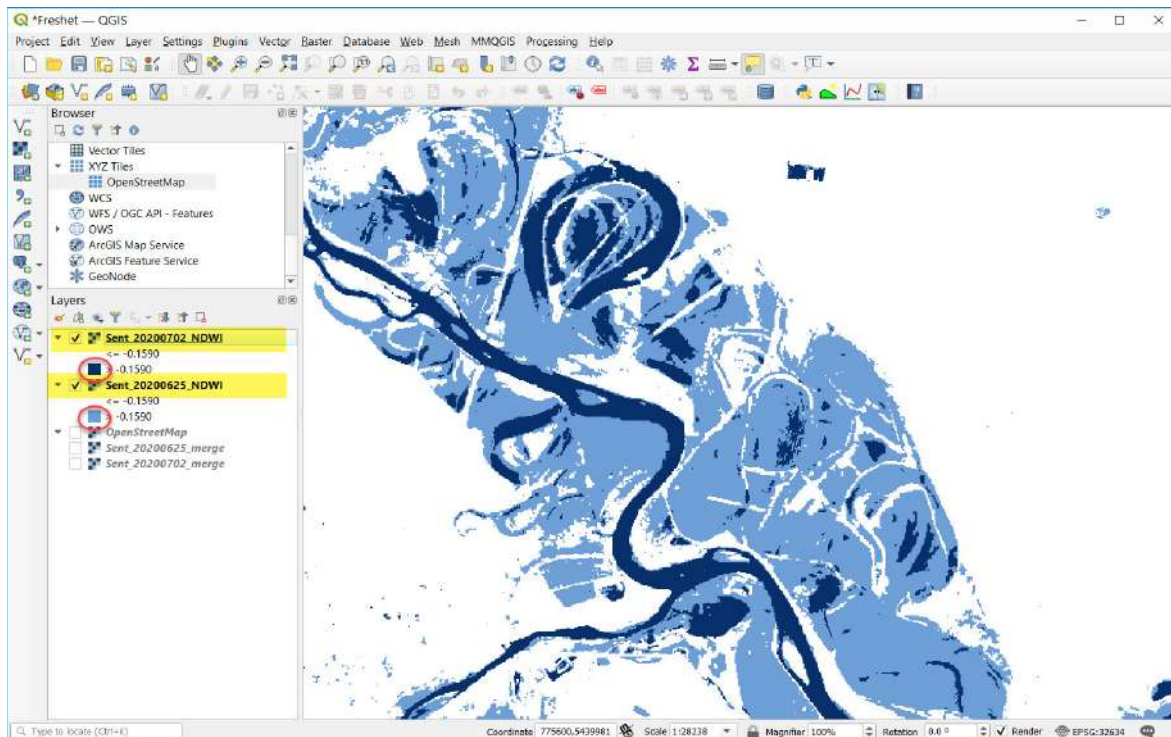 *Freshet — QGIS
Project Edit View Layer Settings Plugins Vector Raster Database Web Mesh MMQGIS Processing Help
Browser
Vector Tiles
XYZ Tiles
OpenStreetMap
WCS
WFS / OGC API - Features
OWS
ArcGIS Map Service
ArcGIS Feature Service
GeoNode
Layers
Sent_20200702_NDWI
<= -0.1590
-0.1590
Sent_20200625_NDWI
<= -0.1590
-0.1590
OpenStreetMap
Sent_20200625_merge
Sent_20200702_merge
Type to locate (Ctrl+K) Coordinate 775600,5439981 Scale 1:28238 Magnifier 100% Rotation 0.0 ° Render EPSG:32634